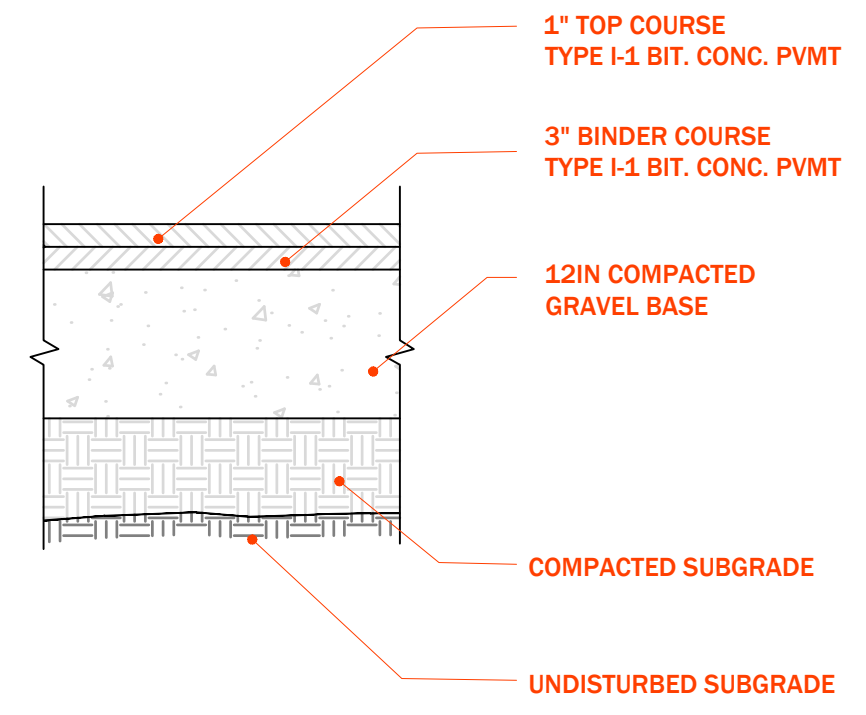 1" TOP COURSE
TYPE I-1 BIT. CONC. PVMT
3" BINDER COURSE
TYPE I-1 BIT. CONC. PVMT
12IN COMPACTED
GRAVEL BASE
COMPACTED SUBGRADE
UNDISTURBED SUBGRADE